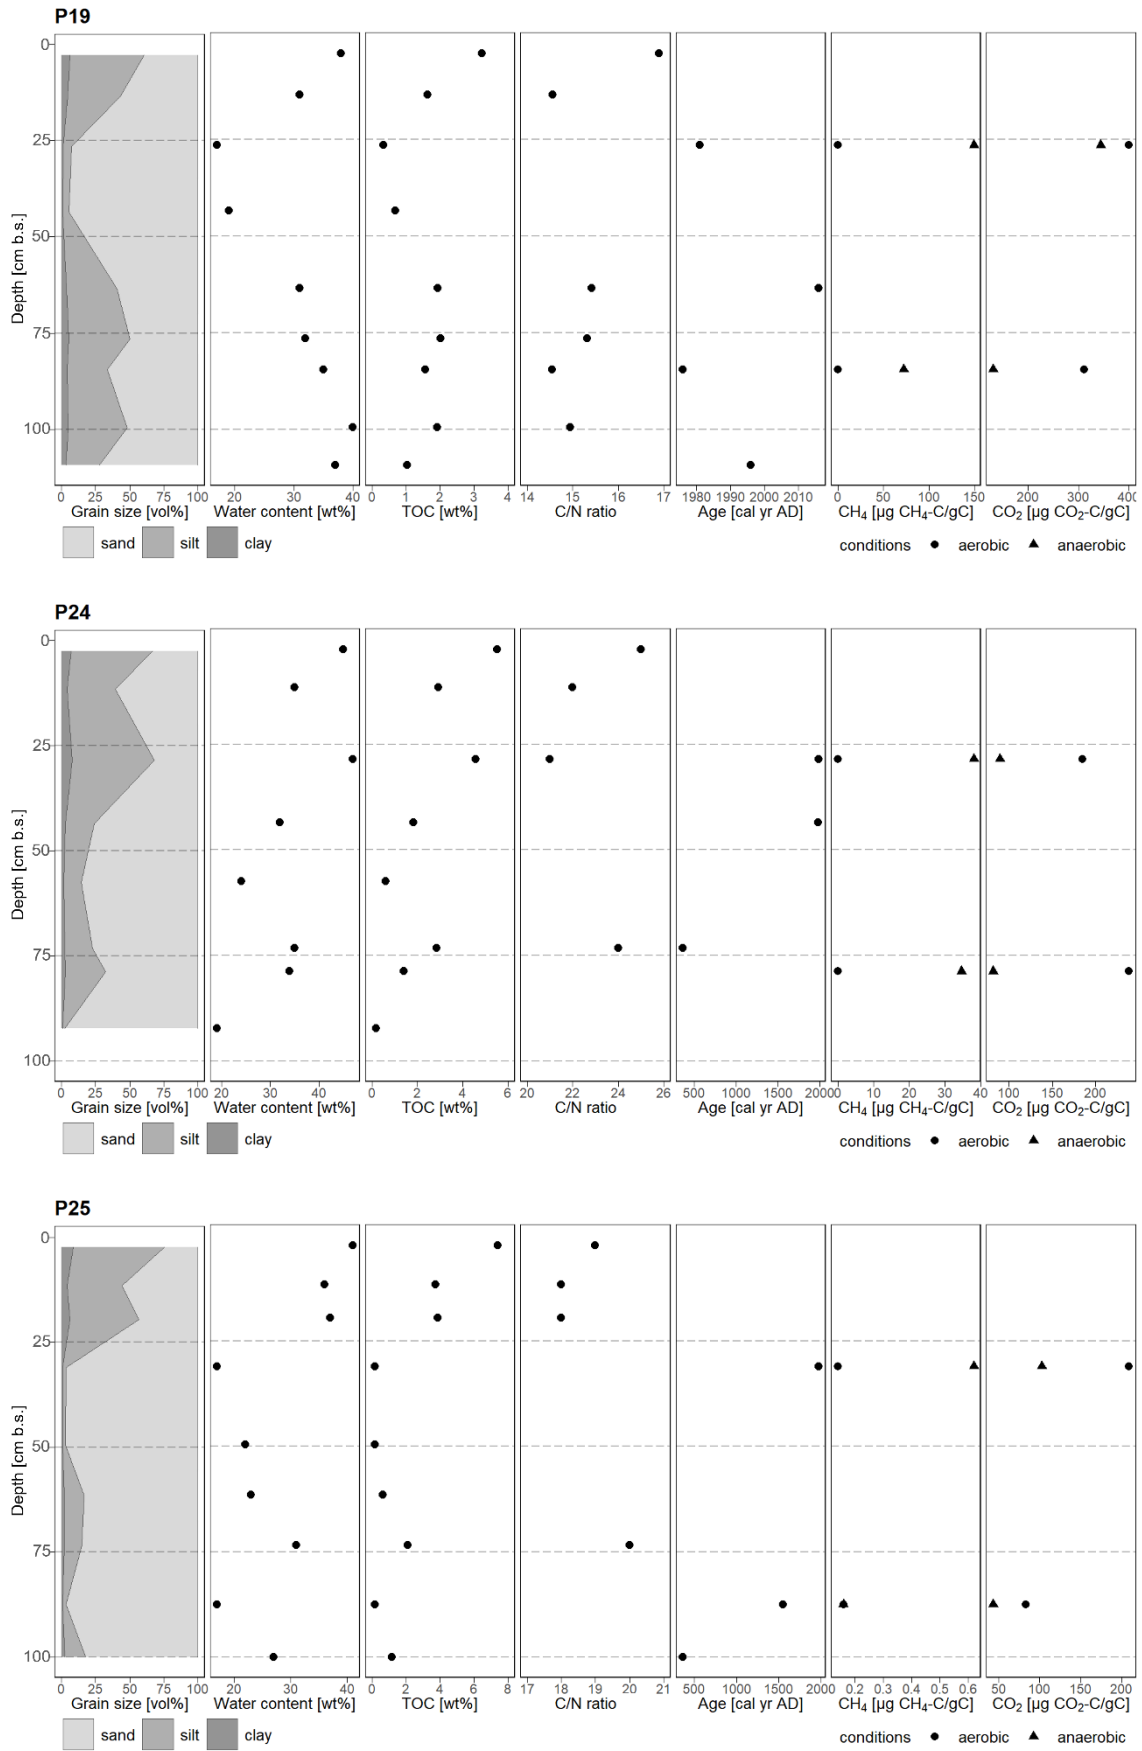 P19
0
25
50
75
100
Depth [cm b.s.]
0 25 50 75 100
20 30 40
0 1 2 3 4
14 15 16 17
1980 1990 2000 2010
0 50 100 150
200 300 400
Grain size [vol%] Water content [wt%] TOC [wt%] C/N ratio Age [cal yr AD] CH₄ [µg CH₄-C/gC] CO₂ [µg CO₂-C/gC]
sand silt clay
conditions aerobic anaerobic
P24
0
25
50
75
100
Depth [cm b.s.]
0 25 50 75 100
20 30 40
0 2 4 6
20 22 24 26
500 1000 1500 2000
0 10 20 30 40
100 150 200
Grain size [vol%] Water content [wt%] TOC [wt%] C/N ratio Age [cal yr AD] CH₄ [µg CH₄-C/gC] CO₂ [µg CO₂-C/gC]
sand silt clay
conditions aerobic anaerobic
P25
0
25
50
75
100
Depth [cm b.s.]
0 25 50 75 100
20 30 40
0 2 4 6 8
17 18 19 20 21
500 1000 1500 2000
0.2 0.3 0.4 0.5 0.6
50 100 150 200
Grain size [vol%] Water content [wt%] TOC [wt%] C/N ratio Age [cal yr AD] CH₄ [µg CH₄-C/gC] CO₂ [µg CO₂-C/gC]
sand silt clay
conditions aerobic anaerobic